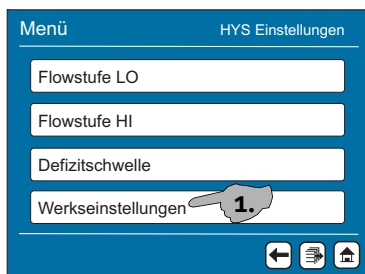 Menü HYS Einstellungen
Flowstufe LO
Flowstufe HI
Defizitschwelle
Werkseinstellungen 1.